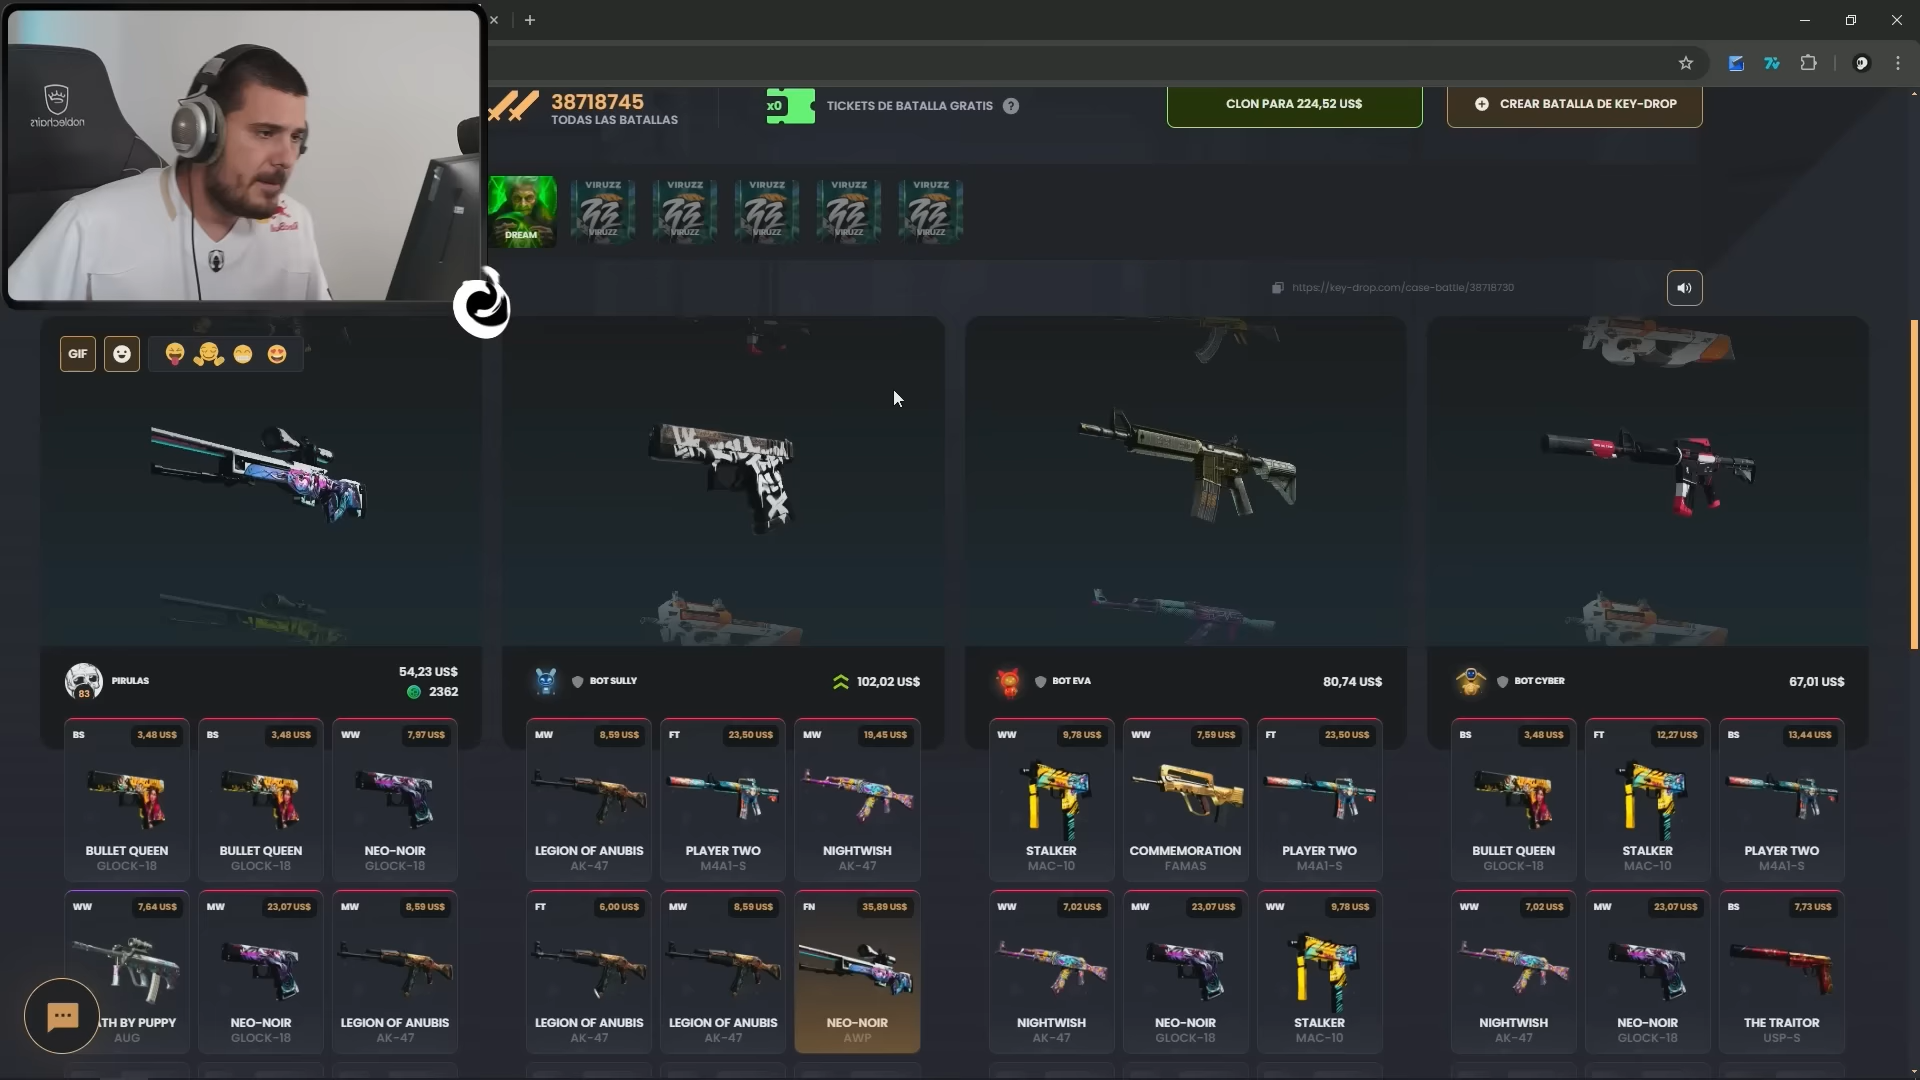 noblechairs
38718745
TODAS LAS BATALLAS
x0
TICKETS DE BATALLA GRATIS ?
CLON PARA 224,52 US$
CREAR BATALLA DE KEY-DROP
DREAM
VIRUZZ
VIRUZZ
VIRUZZ
VIRUZZ
VIRUZZ
VIRUZZ
VIRUZZ
VIRUZZ
VIRUZZ
VIRUZZ
https://key-drop.com/case-battle/38718730
GIF
83
PIRULAS
54,23 US$
2362
BOT SULLY
102,02 US$
BOT EVA
80,74 US$
BOT CYBER
67,01 US$
BS 3,48 US$
BULLET QUEEN
GLOCK-18
BS 3,48 US$
BULLET QUEEN
GLOCK-18
WW 7,97 US$
NEO-NOIR
GLOCK-18
MW 8,59 US$
LEGION OF ANUBIS
AK-47
FT 23,50 US$
PLAYER TWO
M4A1-S
MW 19,45 US$
NIGHTWISH
AK-47
WW 9,78 US$
STALKER
MAC-10
WW 7,59 US$
COMMEMORATION
FAMAS
FT 23,50 US$
PLAYER TWO
M4A1-S
BS 3,48 US$
BULLET QUEEN
GLOCK-18
FT 12,27 US$
STALKER
MAC-10
BS 13,44 US$
PLAYER TWO
M4A1-S
WW 7,64 US$
TH BY PUPPY
AUG
MW 23,07 US$
NEO-NOIR
GLOCK-18
MW 8,59 US$
LEGION OF ANUBIS
AK-47
FT 6,00 US$
LEGION OF ANUBIS
AK-47
MW 8,59 US$
LEGION OF ANUBIS
AK-47
FN 35,89 US$
NEO-NOIR
AWP
WW 7,02 US$
NIGHTWISH
AK-47
MW 23,07 US$
NEO-NOIR
GLOCK-18
WW 9,78 US$
STALKER
MAC-10
WW 7,02 US$
NIGHTWISH
AK-47
MW 23,07 US$
NEO-NOIR
GLOCK-18
BS 7,73 US$
THE TRAITOR
USP-S